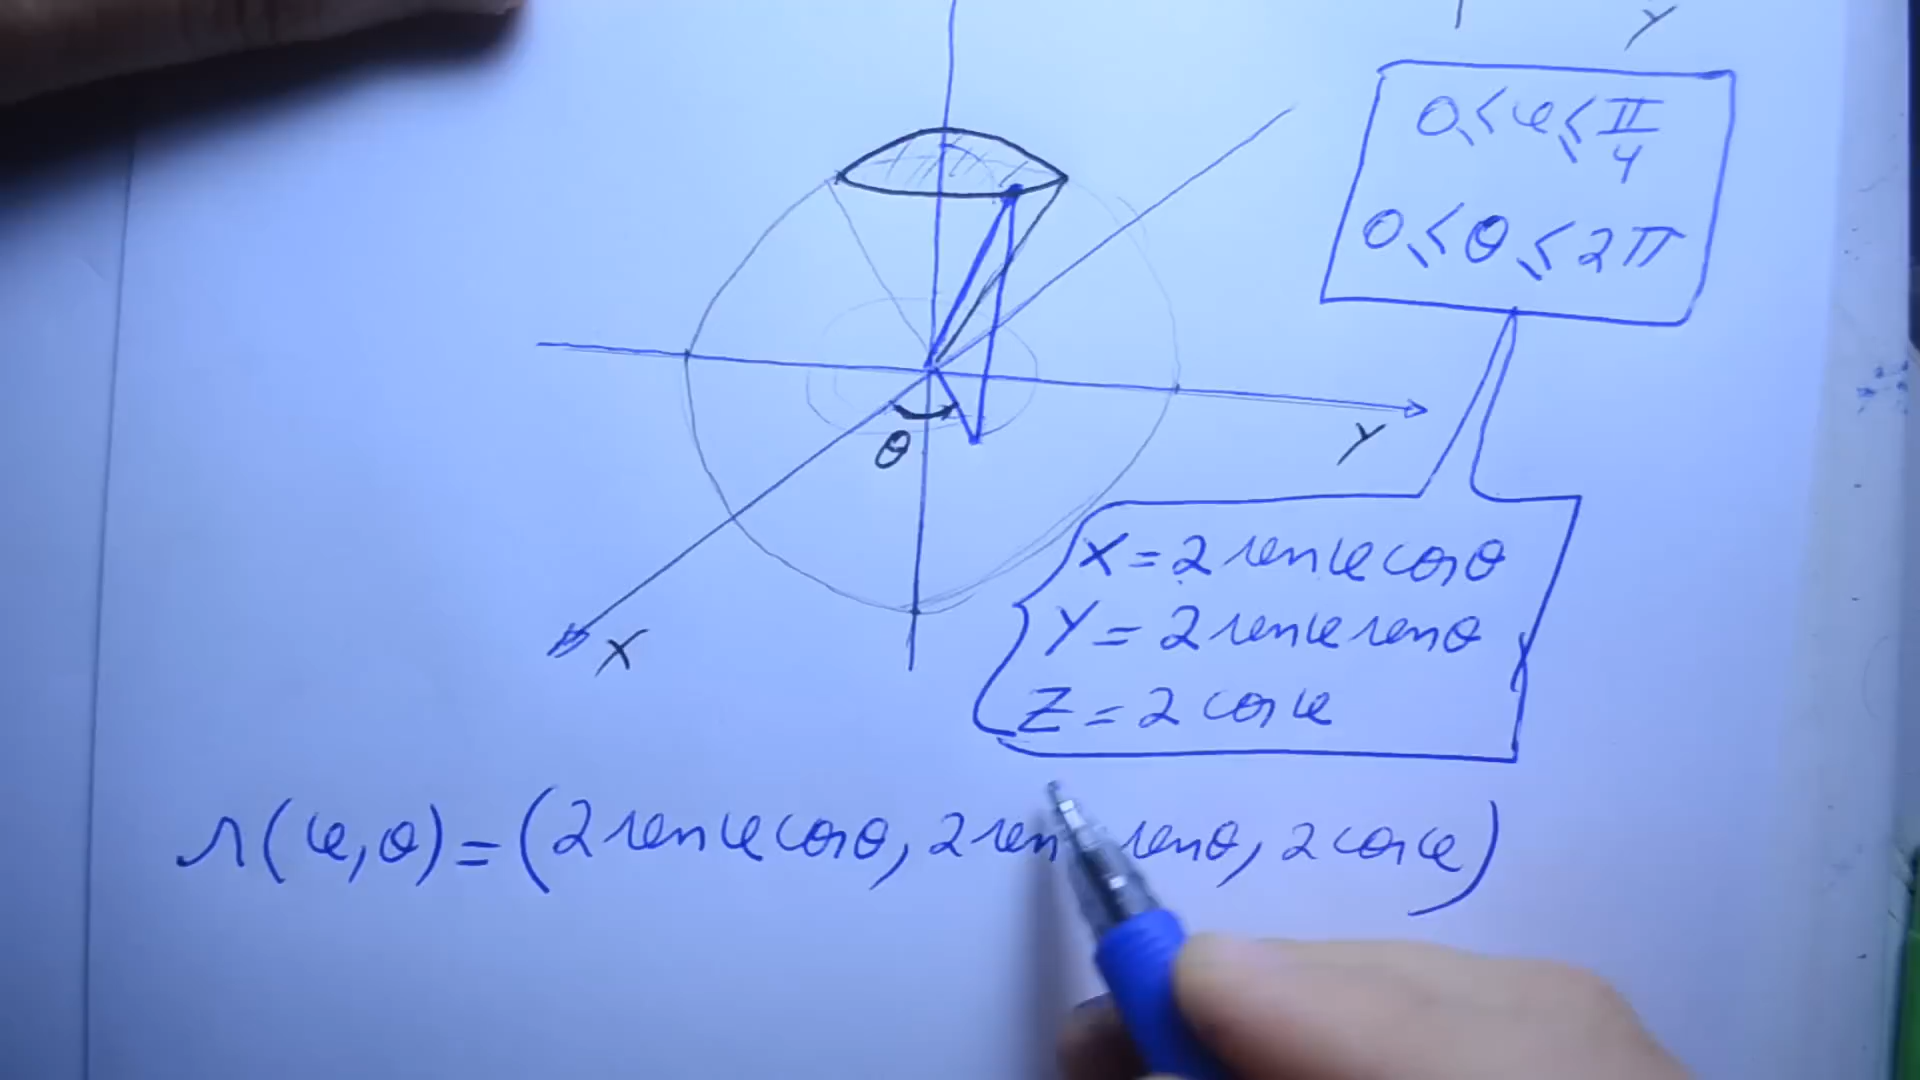 Y
0 ≤ φ ≤ π/4
0 ≤ θ ≤ 2π
Y
θ
X
X = 2 sen φ cos θ
Y = 2 sen φ sen θ
Z = 2 cos φ
r(φ, θ) = (2 sen φ cos θ, 2 sen sen θ, 2 cos φ)